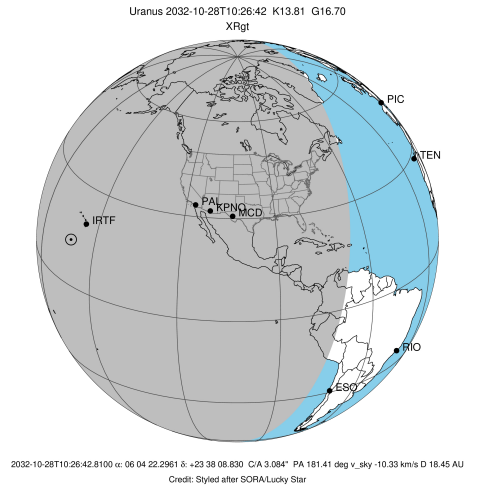 Uranus 2032-10-28T10:26:42 K13.81 G16.70
XRgt
PIC
TEN
PAL
KPNO
MCD
IRTF
RIO
ESO
2032-10-28T10:26:42.8100 α: 06 04 22.2961 δ: +23 38 08.830 C/A 3.084" PA 181.41 deg v_sky -10.33 km/s D 18.45 AU
Credit: Styled after SORA/Lucky Star